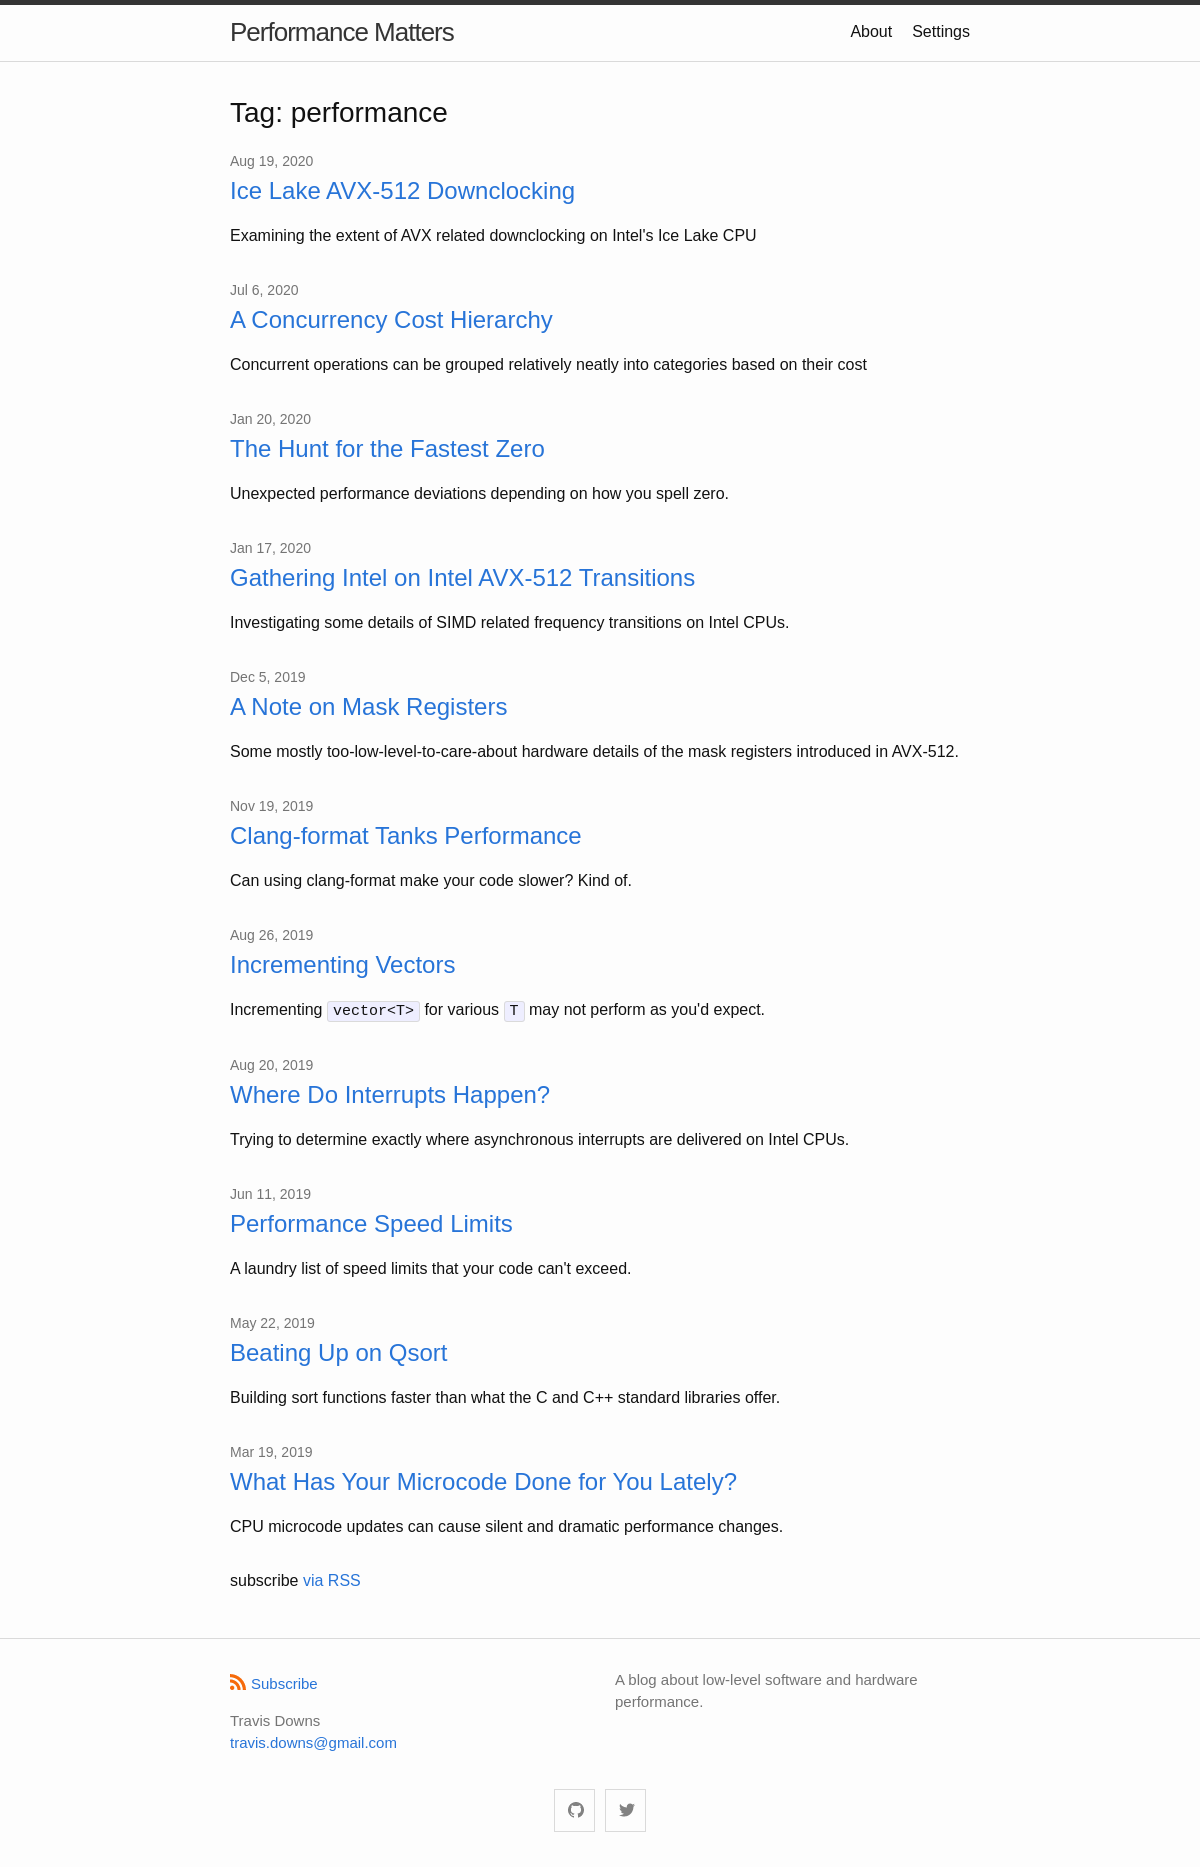 Performance Matters
About Settings
Tag: performance
Aug 19, 2020
Ice Lake AVX-512 Downclocking
Examining the extent of AVX related downclocking on Intel's Ice Lake CPU
Jul 6, 2020
A Concurrency Cost Hierarchy
Concurrent operations can be grouped relatively neatly into categories based on their cost
Jan 20, 2020
The Hunt for the Fastest Zero
Unexpected performance deviations depending on how you spell zero.
Jan 17, 2020
Gathering Intel on Intel AVX-512 Transitions
Investigating some details of SIMD related frequency transitions on Intel CPUs.
Dec 5, 2019
A Note on Mask Registers
Some mostly too-low-level-to-care-about hardware details of the mask registers introduced in AVX-512.
Nov 19, 2019
Clang-format Tanks Performance
Can using clang-format make your code slower? Kind of.
Aug 26, 2019
Incrementing Vectors
Incrementing vector<T> for various T may not perform as you'd expect.
Aug 20, 2019
Where Do Interrupts Happen?
Trying to determine exactly where asynchronous interrupts are delivered on Intel CPUs.
Jun 11, 2019
Performance Speed Limits
A laundry list of speed limits that your code can't exceed.
May 22, 2019
Beating Up on Qsort
Building sort functions faster than what the C and C++ standard libraries offer.
Mar 19, 2019
What Has Your Microcode Done for You Lately?
CPU microcode updates can cause silent and dramatic performance changes.
subscribe via RSS
Subscribe
Travis Downs
travis.downs@gmail.com
A blog about low-level software and hardware
performance.